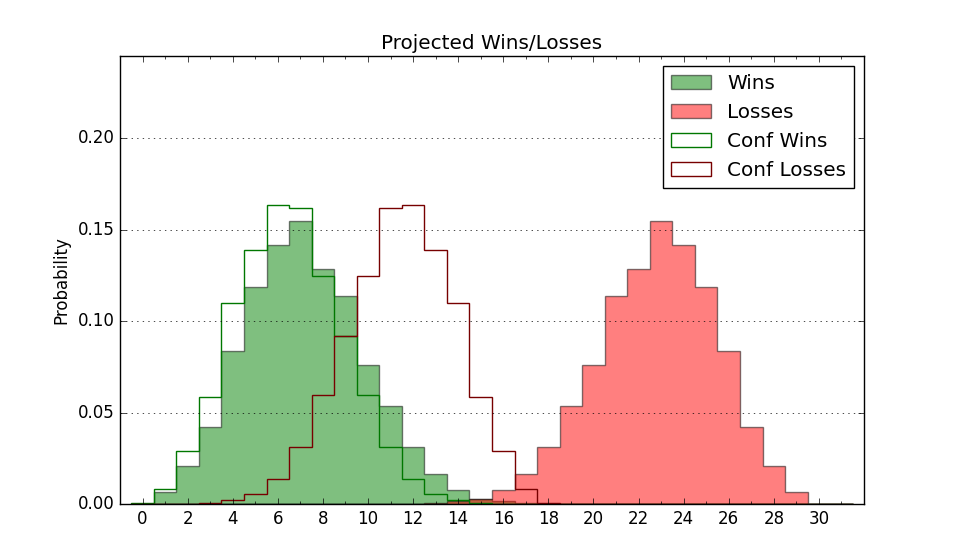 Projected Wins/Losses
Wins
Losses
Conf Wins
Conf Losses
Probability
0.20
0.15
0.10
0.05
0.00
0 2 4 6 8 10 12 14 16 18 20 22 24 26 28 30